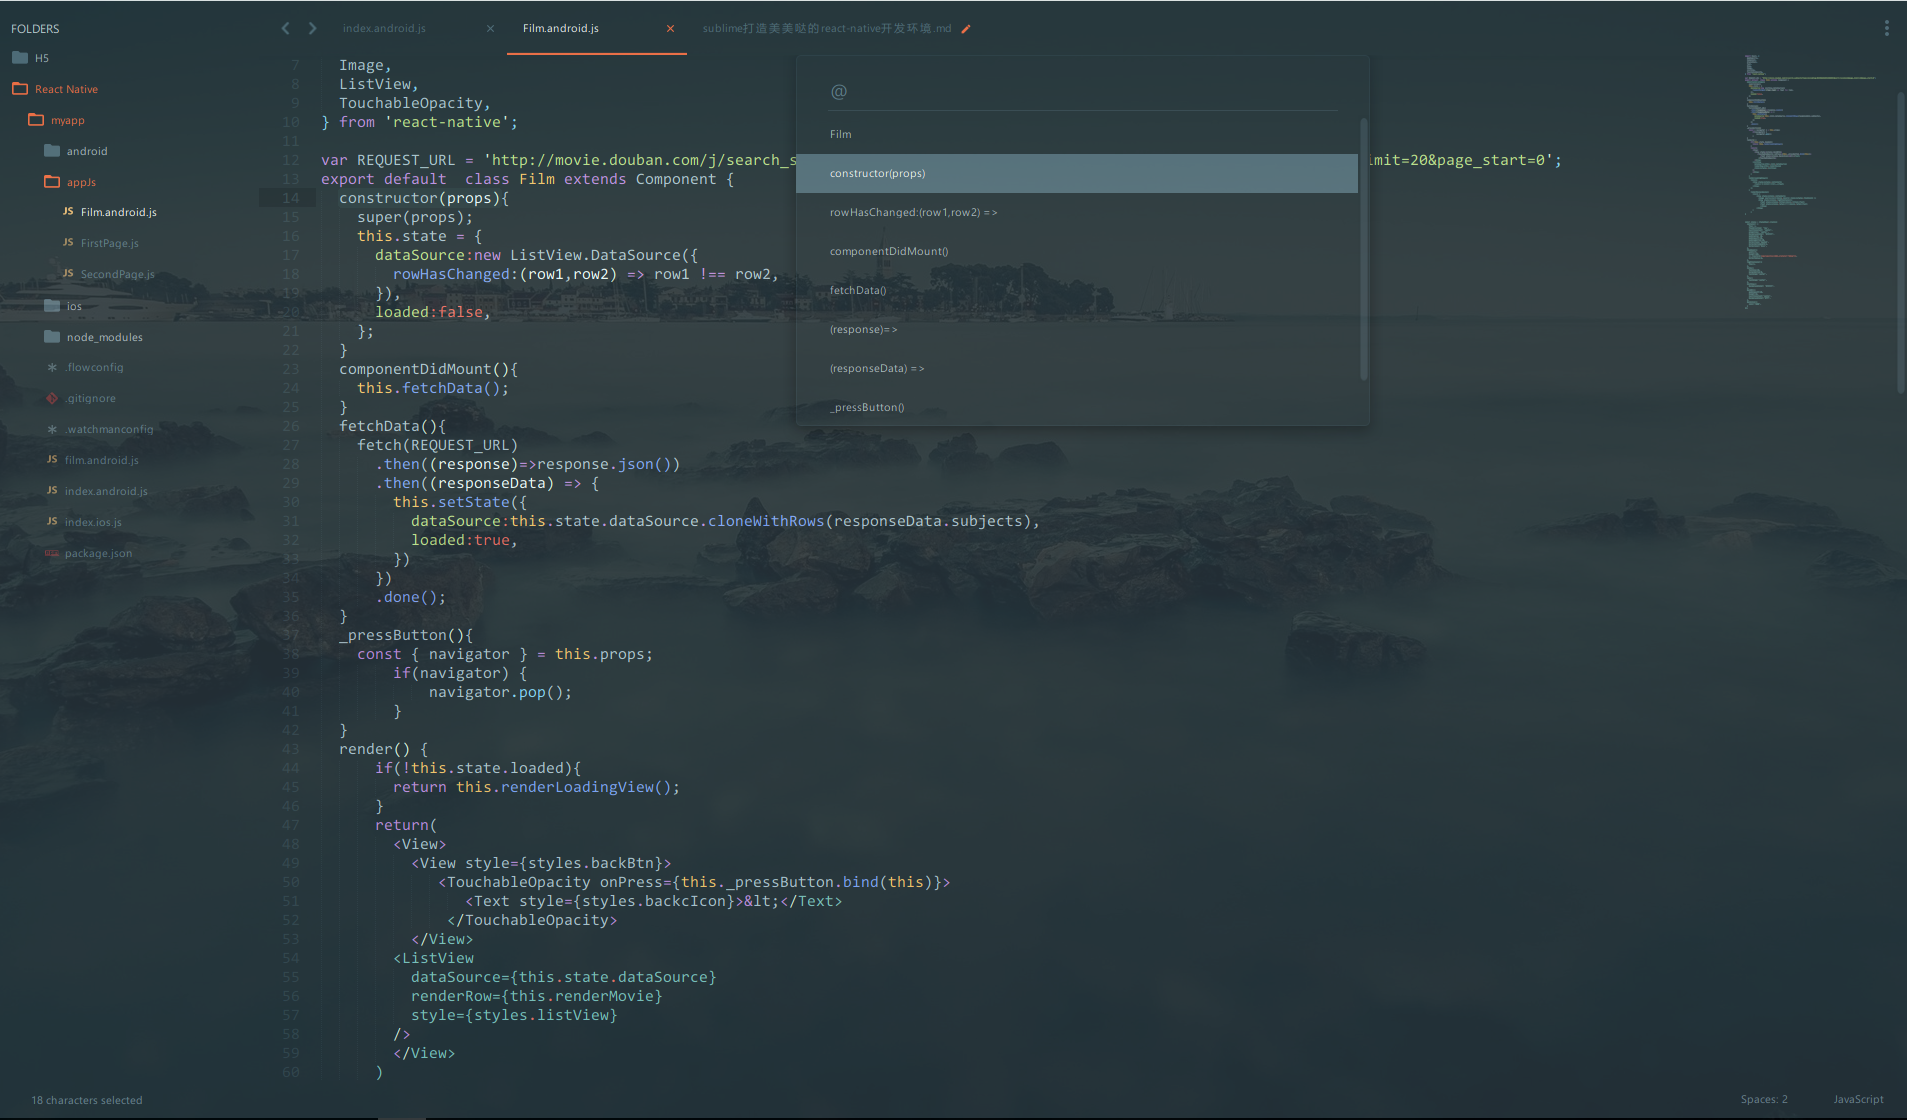 FOLDERS
H5
React Native
myapp
android
appJs
JS Film.android.js
JS FirstPage.js
JS SecondPage.js
ios
node_modules
.flowconfig
.gitignore
.watchmanconfig
JS film.android.js
JS index.android.js
JS index.ios.js
package.json
index.android.js
Film.android.js
sublime打造美美哒的react-native开发环境.md
7 Image,
8 ListView,
9 TouchableOpacity,
10 } from 'react-native';
11
12 var REQUEST_URL = 'http://movie.douban.com/j/search_s imit=20&page_start=0';
13 export default  class Film extends Component {
14 constructor(props){
15 super(props);
16 this.state = {
17 dataSource:new ListView.DataSource({
18 rowHasChanged:(row1,row2) => row1 !== row2,
19 }),
20 loaded:false,
21 };
22 }
23 componentDidMount(){
24 this.fetchData();
25 }
26 fetchData(){
27 fetch(REQUEST_URL)
28 .then((response)=>response.json())
29 .then((responseData) => {
30 this.setState({
31 dataSource:this.state.dataSource.cloneWithRows(responseData.subjects),
32 loaded:true,
33 })
34 })
35 .done();
36 }
37 _pressButton(){
38 const { navigator } = this.props;
39 if(navigator) {
40 navigator.pop();
41 }
42 }
43 render() {
44 if(!this.state.loaded){
45 return this.renderLoadingView();
46 }
47 return(
48 <View>
49 <View style={styles.backBtn}>
50 <TouchableOpacity onPress={this._pressButton.bind(this)}>
51 <Text style={styles.backcIcon}>&lt;</Text>
52 </TouchableOpacity>
53 </View>
54 <ListView
55 dataSource={this.state.dataSource}
56 renderRow={this.renderMovie}
57 style={styles.listView}
58 />
59 </View>
60 )
@
Film
constructor(props)
rowHasChanged:(row1,row2) =>
componentDidMount()
fetchData()
(response)=>
(responseData) =>
_pressButton()
18 characters selected
Spaces: 2
JavaScript